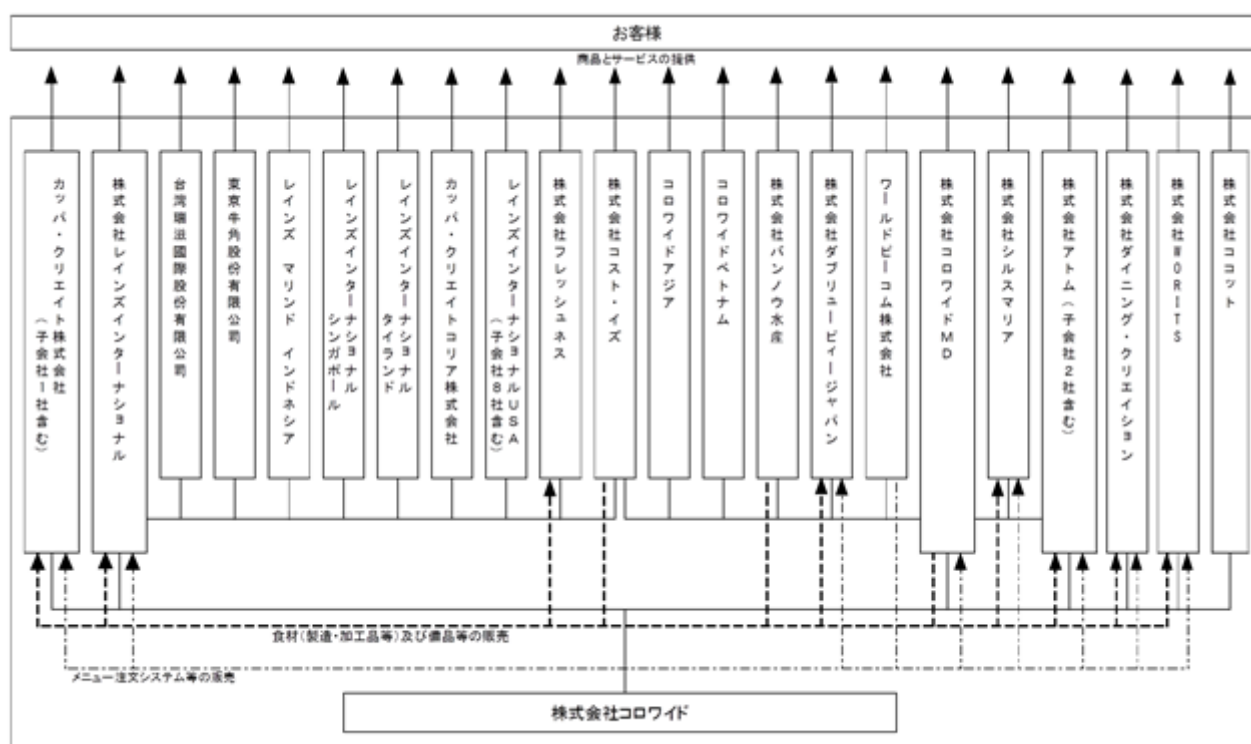 お客様
商品とサービスの提供
カッパ・クリエイト株式会社
(子会社1社含む)
株式会社レインズインターナショナル
台湾瑞滋國際股份有限公司
東京牛角股份有限公司
レインズ マリンド インドネシア
レインズインターナショナル
シンガポール
レインズインターナショナル
タイランド
カッパ・クリエイトコリア株式会社
レインズインターナショナルUSA
(子会社8社含む)
株式会社フレッシュネス
株式会社コスト・イズ
コロワイドアジア
コロワイドベトナム
株式会社バンノウ水産
株式会社ダブリューピィージャパン
ワールドピーコム株式会社
株式会社コロワイドMD
株式会社シルスマリア
株式会社アトム(子会社2社含む)
株式会社ダイニング・クリエイション
株式会社WORITS
株式会社ココット
食材(製造・加工品等)及び備品等の販売
メニュー注文システム等の販売
株式会社コロワイド